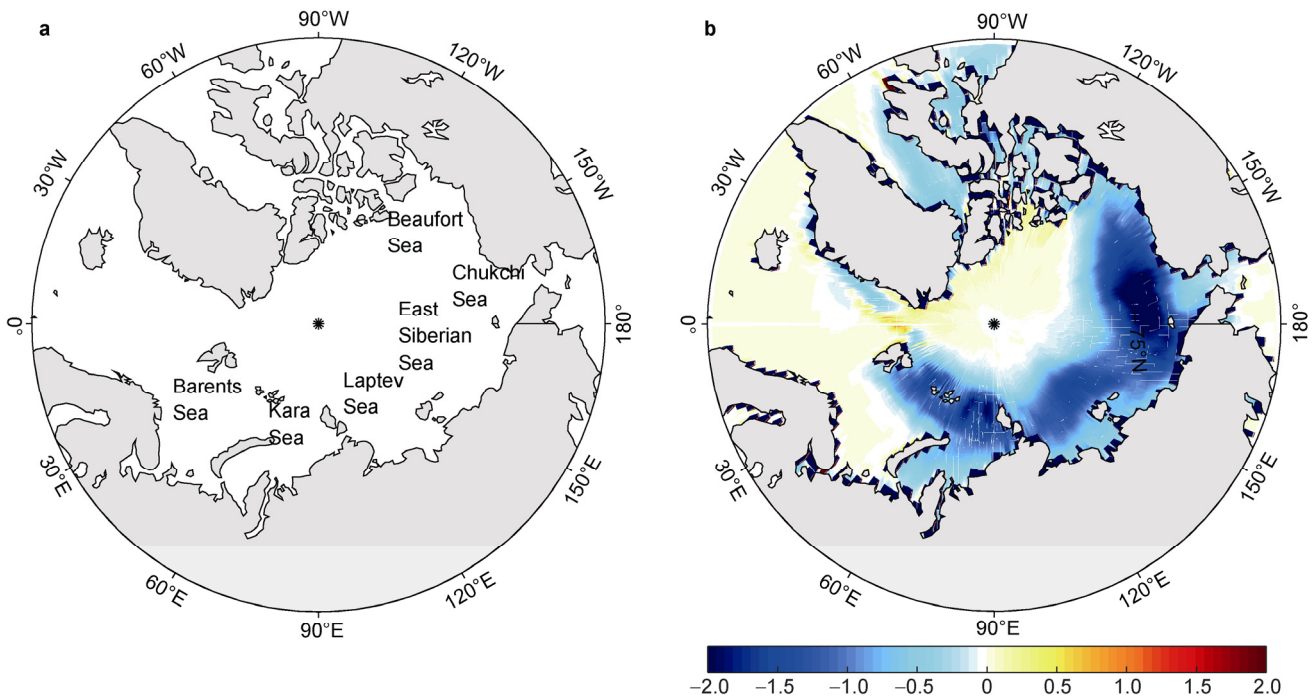 a
90°W
60°W
120°W
30°W
150°W
0°
180°
30°E
150°E
60°E
120°E
90°E
Beaufort
Sea
Chukchi
Sea
East
Siberian
Sea
Laptev
Sea
Barents
Sea
Kara
Sea
b
90°W
60°W
120°W
30°W
150°W
0°
180°
75°N
30°E
150°E
60°E
120°E
90°E
−2.0 −1.5 −1.0 −0.5 0 0.5 1.0 1.5 2.0